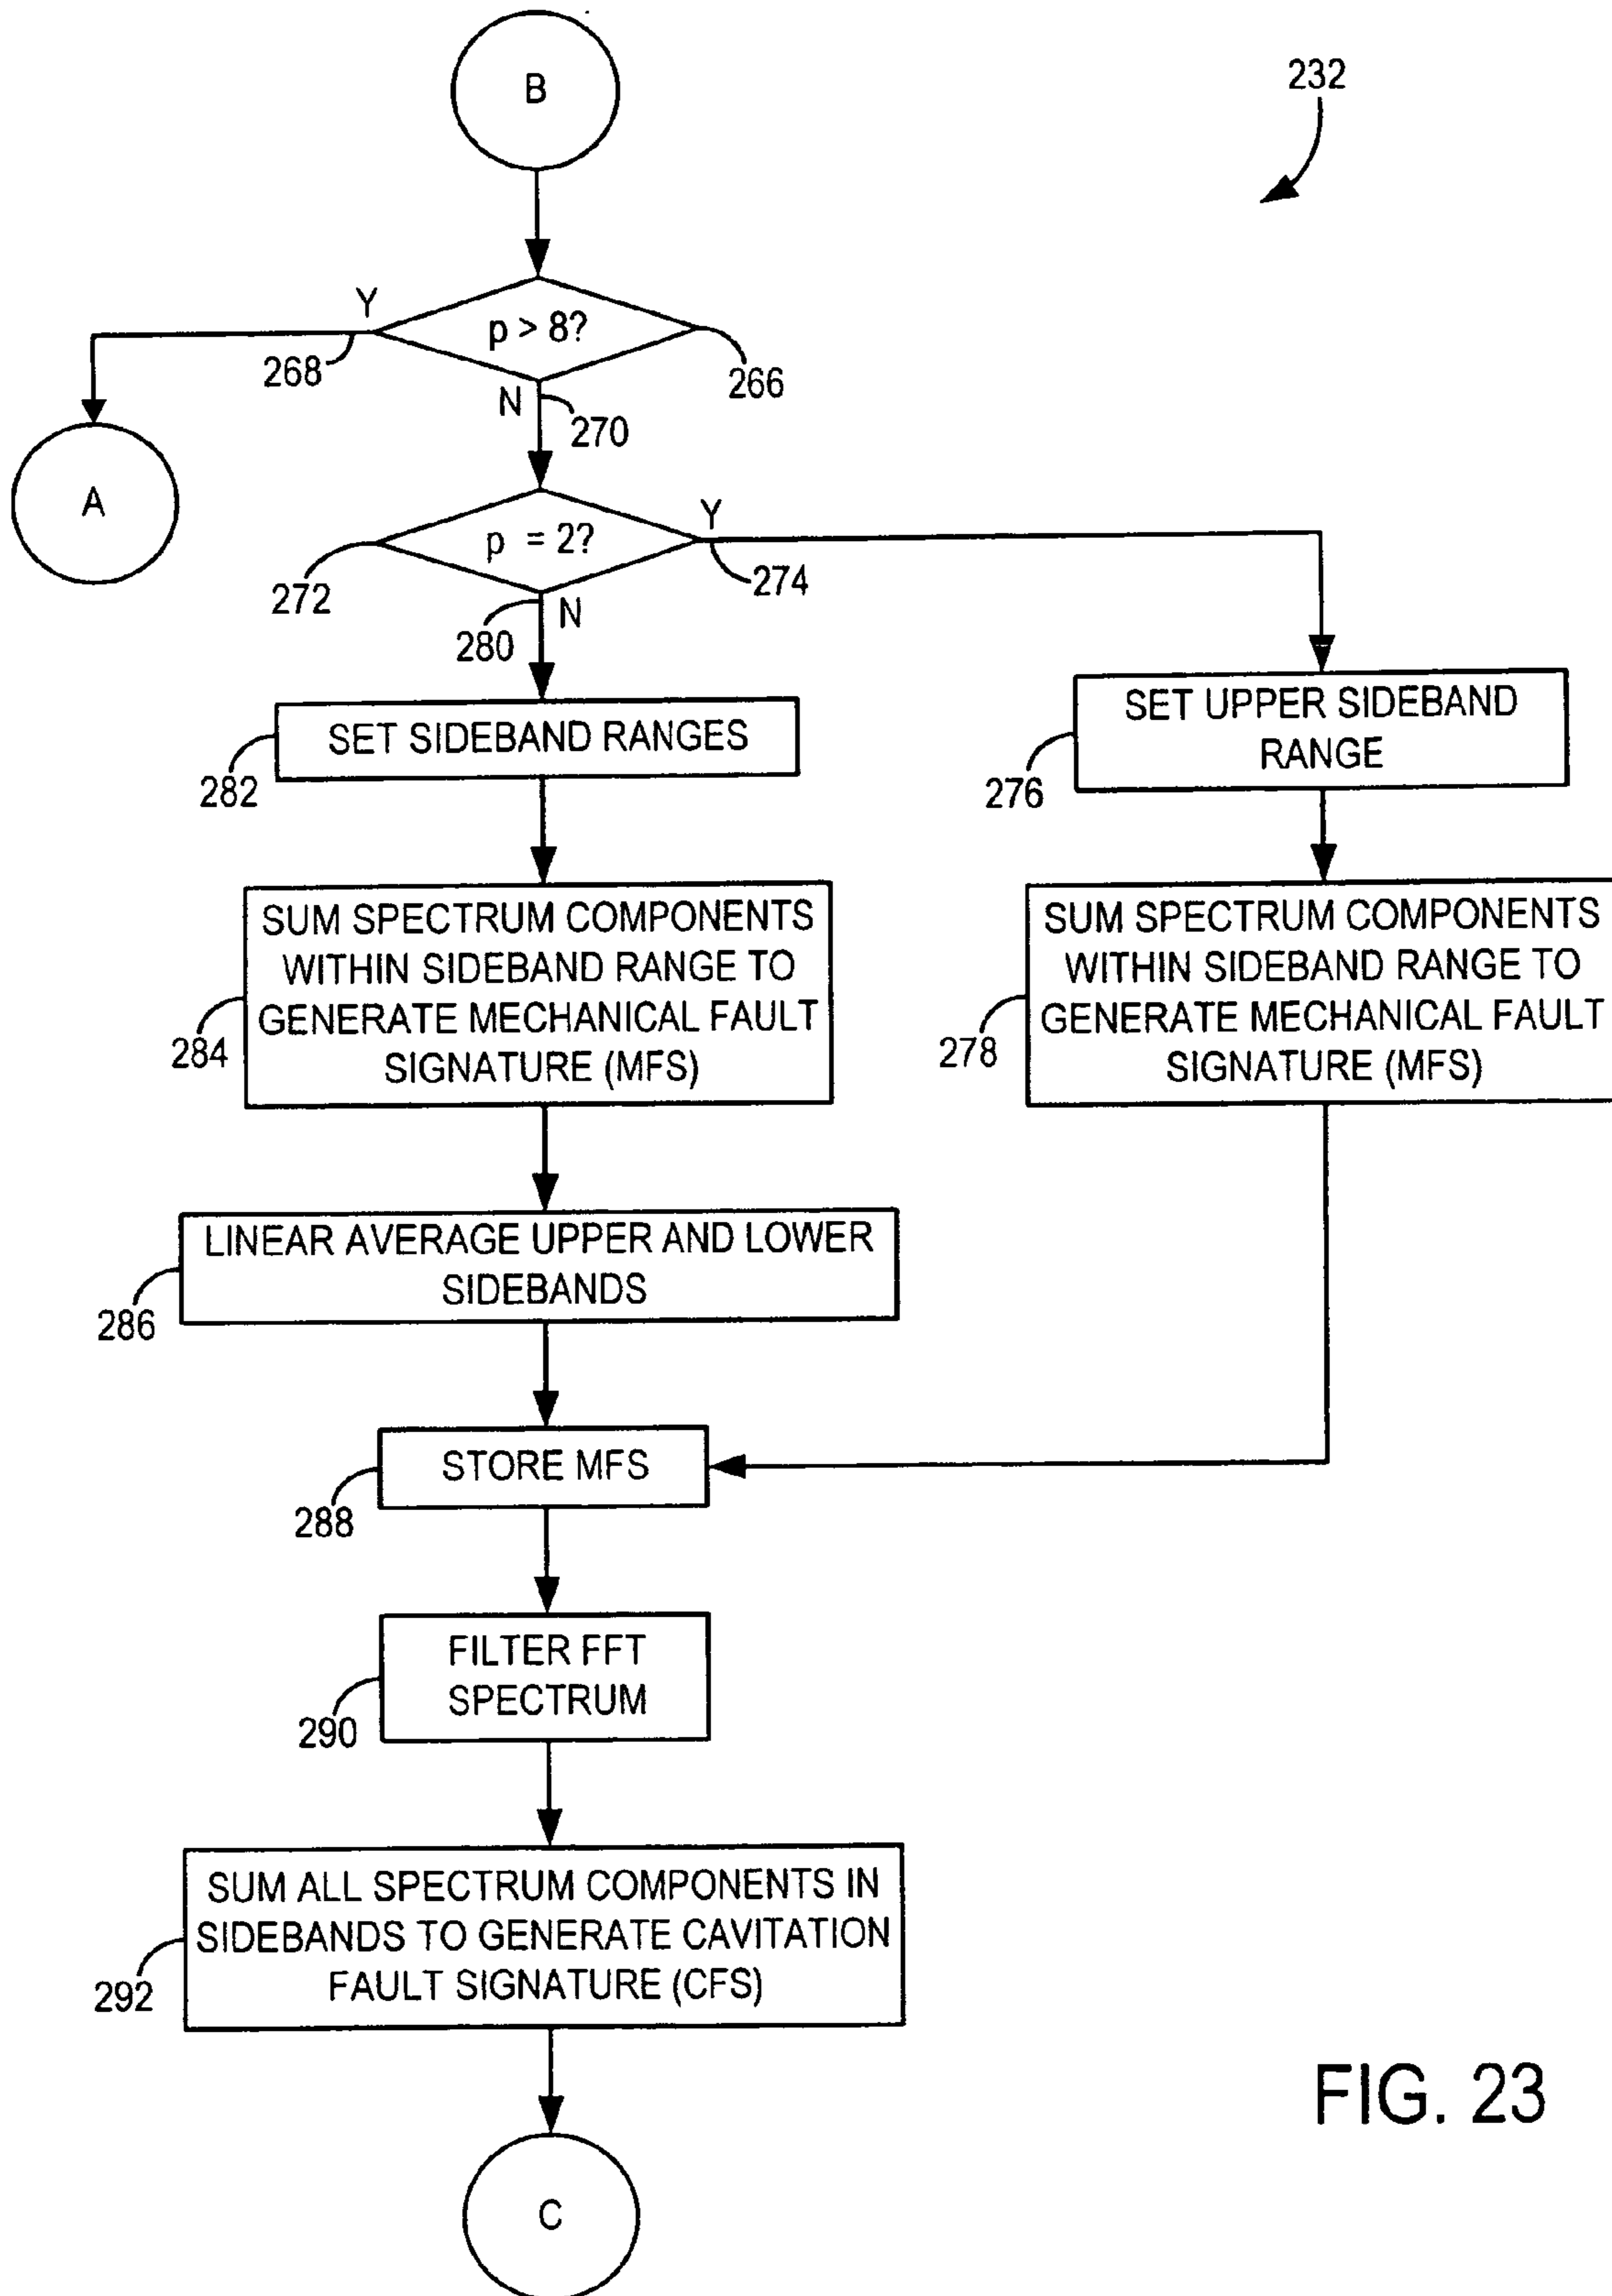 B
232
Y
p > 8?
268
266
N
270
A
Y
p = 2?
272
274
280
N
SET SIDEBAND RANGES
282
SET UPPER SIDEBAND
RANGE
276
SUM SPECTRUM COMPONENTS
WITHIN SIDEBAND RANGE TO
GENERATE MECHANICAL FAULT
SIGNATURE (MFS)
284
SUM SPECTRUM COMPONENTS
WITHIN SIDEBAND RANGE TO
GENERATE MECHANICAL FAULT
SIGNATURE (MFS)
278
LINEAR AVERAGE UPPER AND LOWER
SIDEBANDS
286
STORE MFS
288
FILTER FFT
SPECTRUM
290
SUM ALL SPECTRUM COMPONENTS IN
SIDEBANDS TO GENERATE CAVITATION
FAULT SIGNATURE (CFS)
292
FIG. 23
C